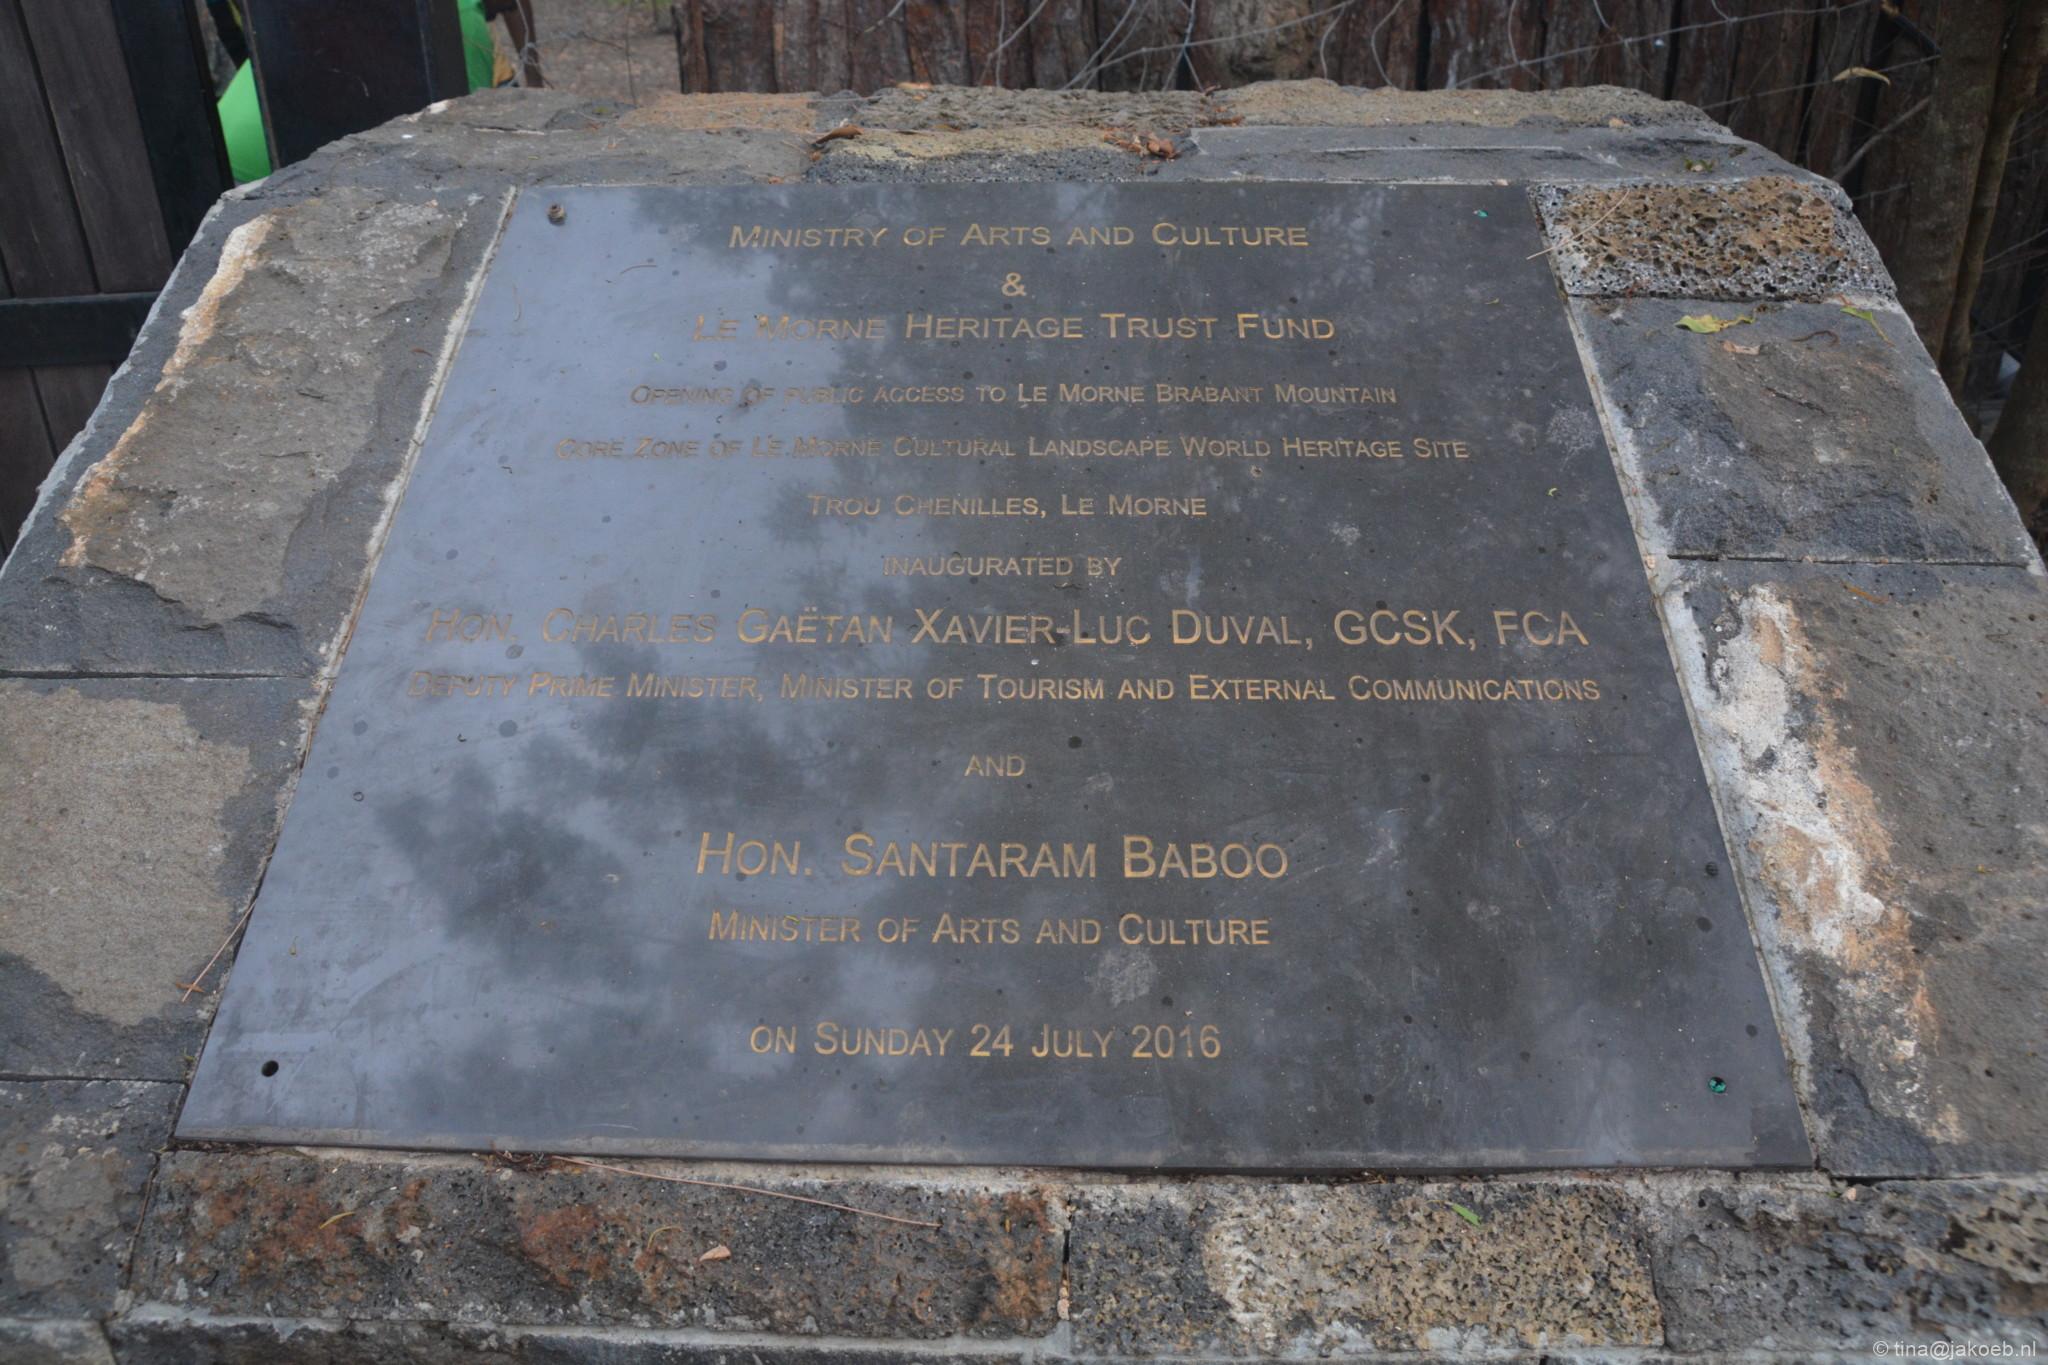 Ministry of Arts and Culture
&
Le Morne Heritage Trust Fund
Opening of public access to Le Morne Brabant Mountain
Core Zone of Le Morne Cultural Landscape World Heritage Site
Trou Chenilles, Le Morne
inaugurated by
Hon. Charles Gaëtan Xavier-Luc Duval, GCSK, FCA
Deputy Prime Minister, Minister of Tourism and External Communications
and
Hon. Santaram Baboo
Minister of Arts and Culture
on Sunday 24 July 2016
© tina@jakoeb.nl